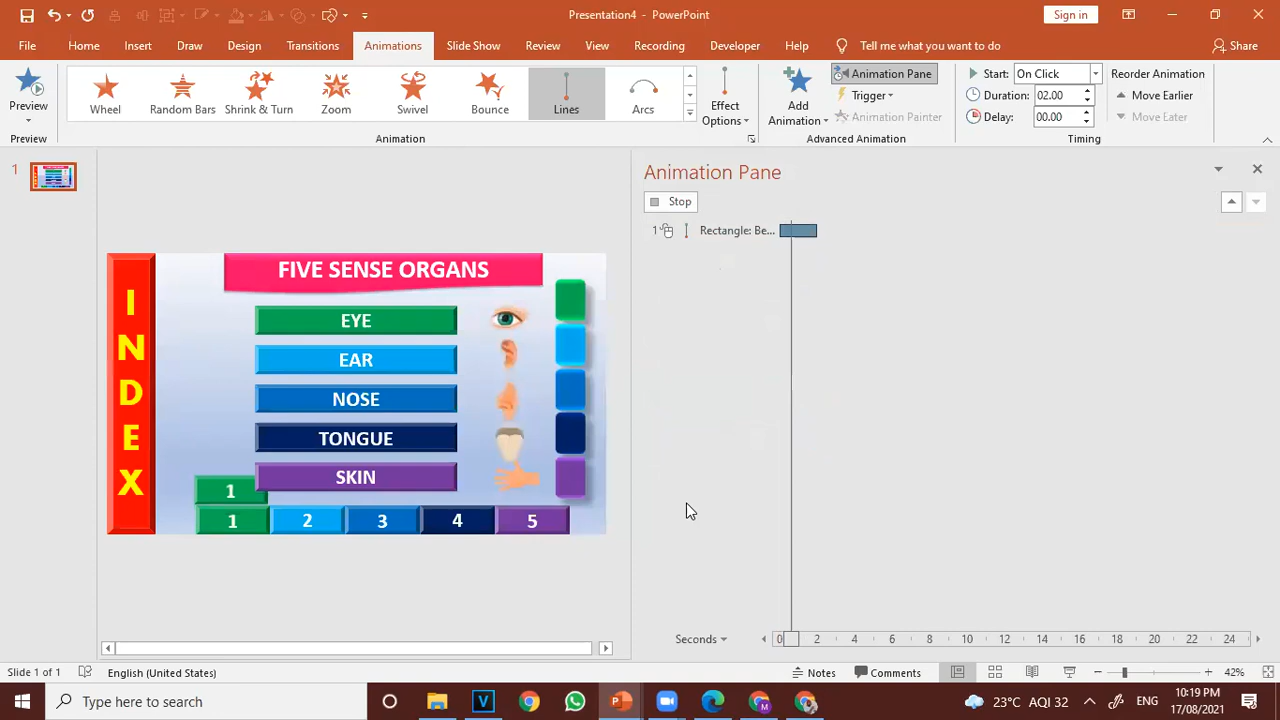 Presentation4 - PowerPoint
Sign in
File Home Insert Draw Design Transitions Animations Slide Show Review View Recording Developer Help Tell me what you want to do Share
Preview
Wheel Random Bars Shrink & Turn Zoom Swivel Bounce Lines Arcs
Effect Options
Add Animation
Animation Pane
Trigger
Animation Painter
Start: On Click
Duration: 02.00
Delay: 00.00
Reorder Animation
Move Earlier
Move Later
Preview Animation Advanced Animation Timing
1
INDEX
FIVE SENSE ORGANS
EYE
EAR
NOSE
TONGUE
SKIN
1
1 2 3 4 5
Animation Pane
Stop
1 Rectangle: Be...
Seconds 0 2 4 6 8 10 12 14 16 18 20 22 24
Slide 1 of 1 English (United States) Notes Comments 42%
Type here to search
23°C AQI 32 ENG
10:19 PM
17/08/2021